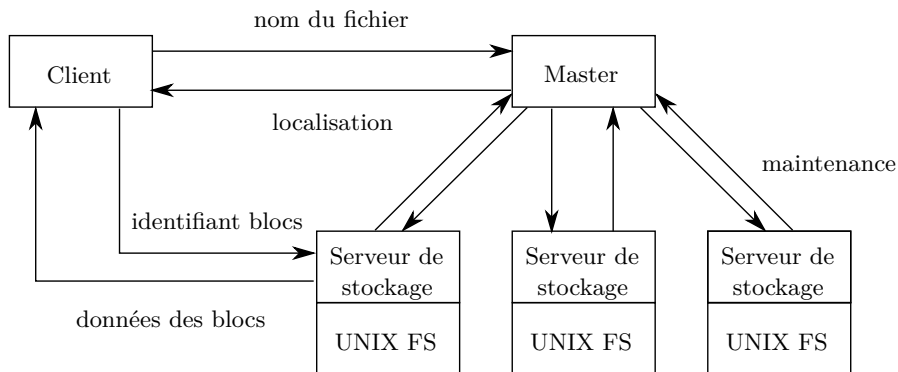 nom du fichier
Client
Master
localisation
maintenance
identifiant blocs
Serveur de
stockage
Serveur de
stockage
Serveur de
stockage
données des blocs
UNIX FS
UNIX FS
UNIX FS